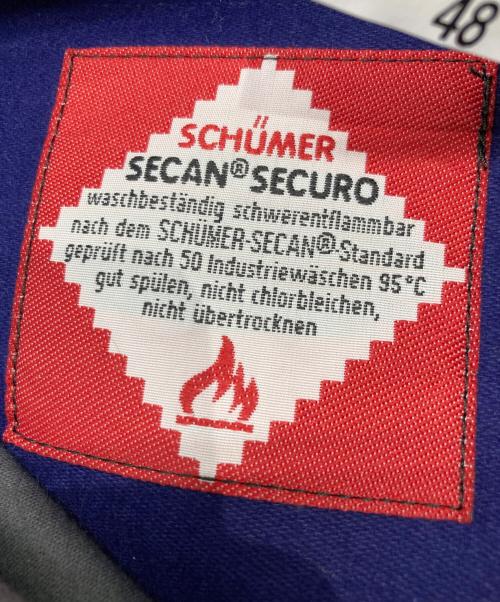 48
SCHÜMER
SECAN® SECURO
waschbeständig schwerentflammbar
nach dem SCHÜMER-SECAN®-Standard
geprüft nach 50 Industriewäschen 95°C
gut spülen, nicht chlorbleichen,
nicht übertrocknen